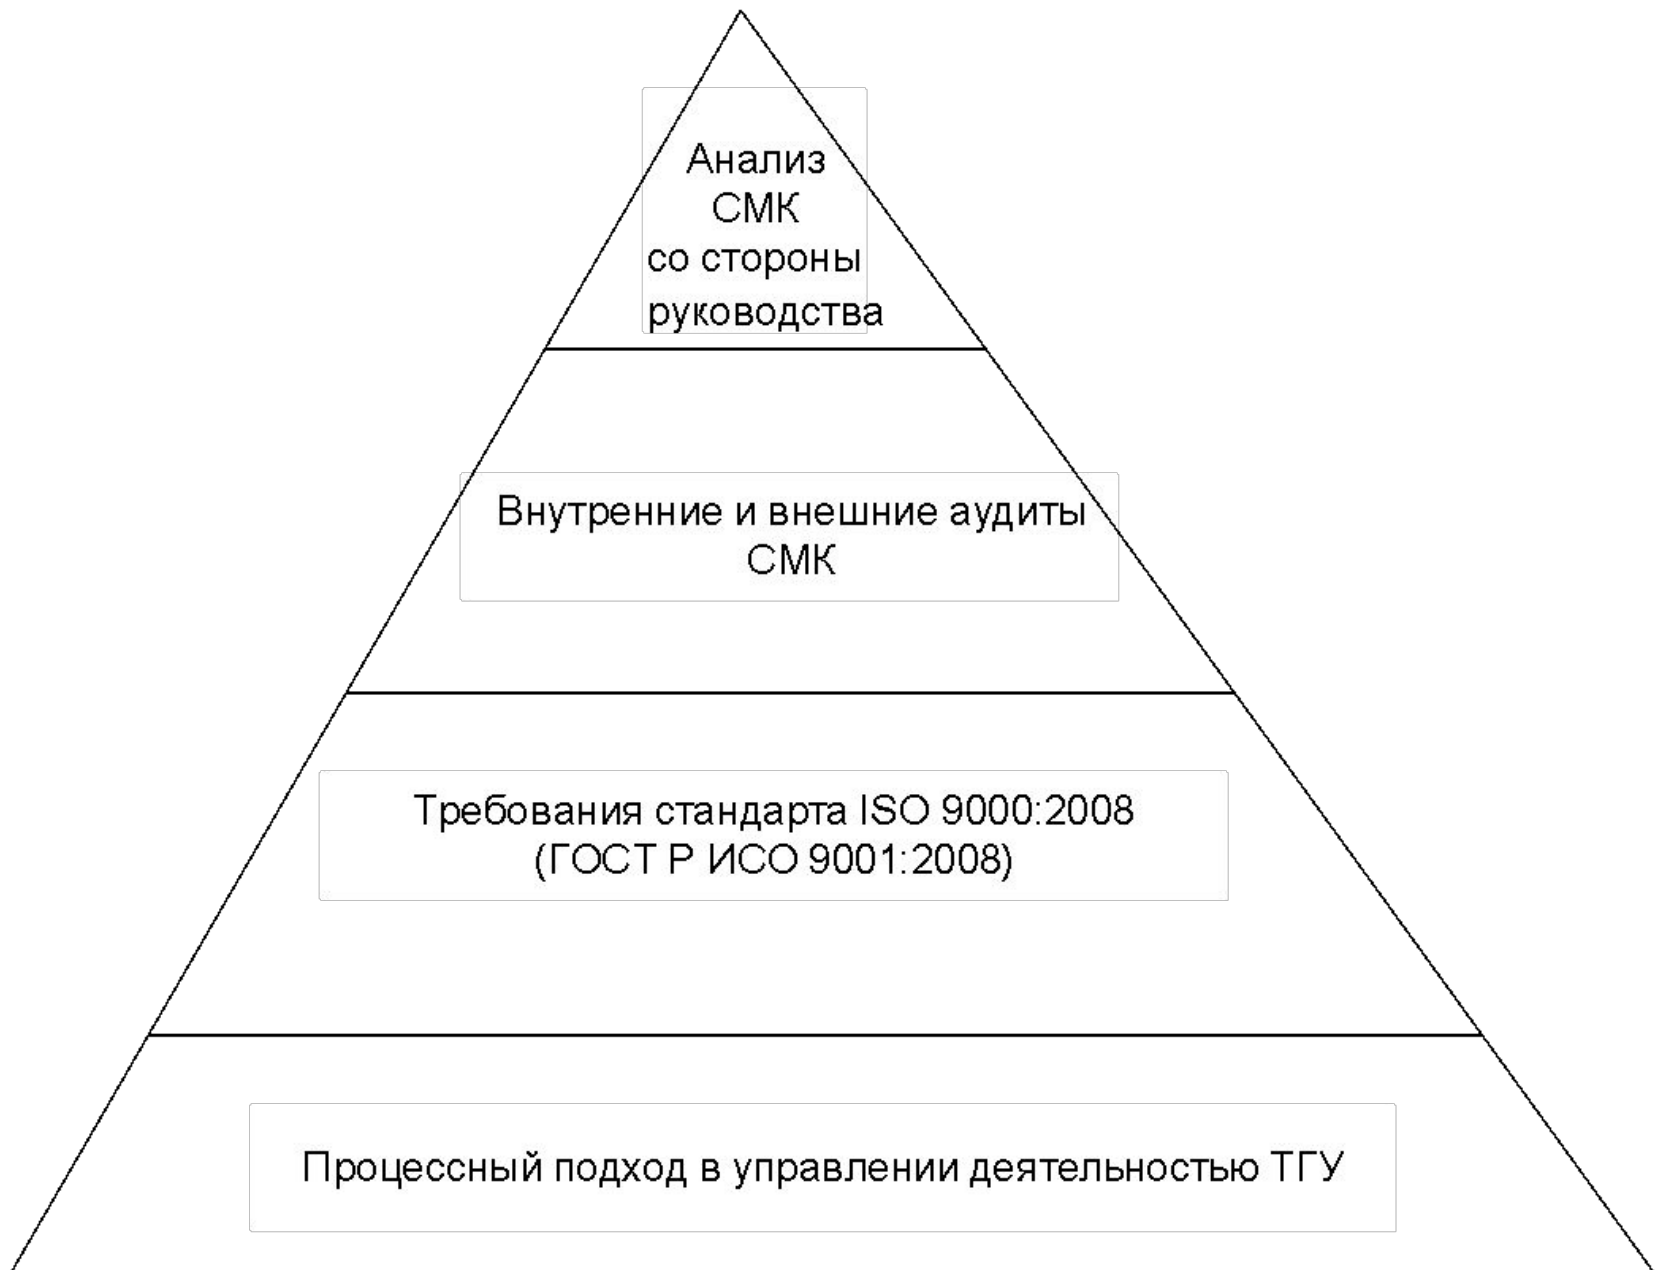 Анализ
СМК
со стороны
руководства
Внутренние и внешние аудиты
СМК
Требования стандарта ISO 9000:2008
(ГОСТ Р ИСО 9001:2008)
Процессный подход в управлении деятельностью ТГУ